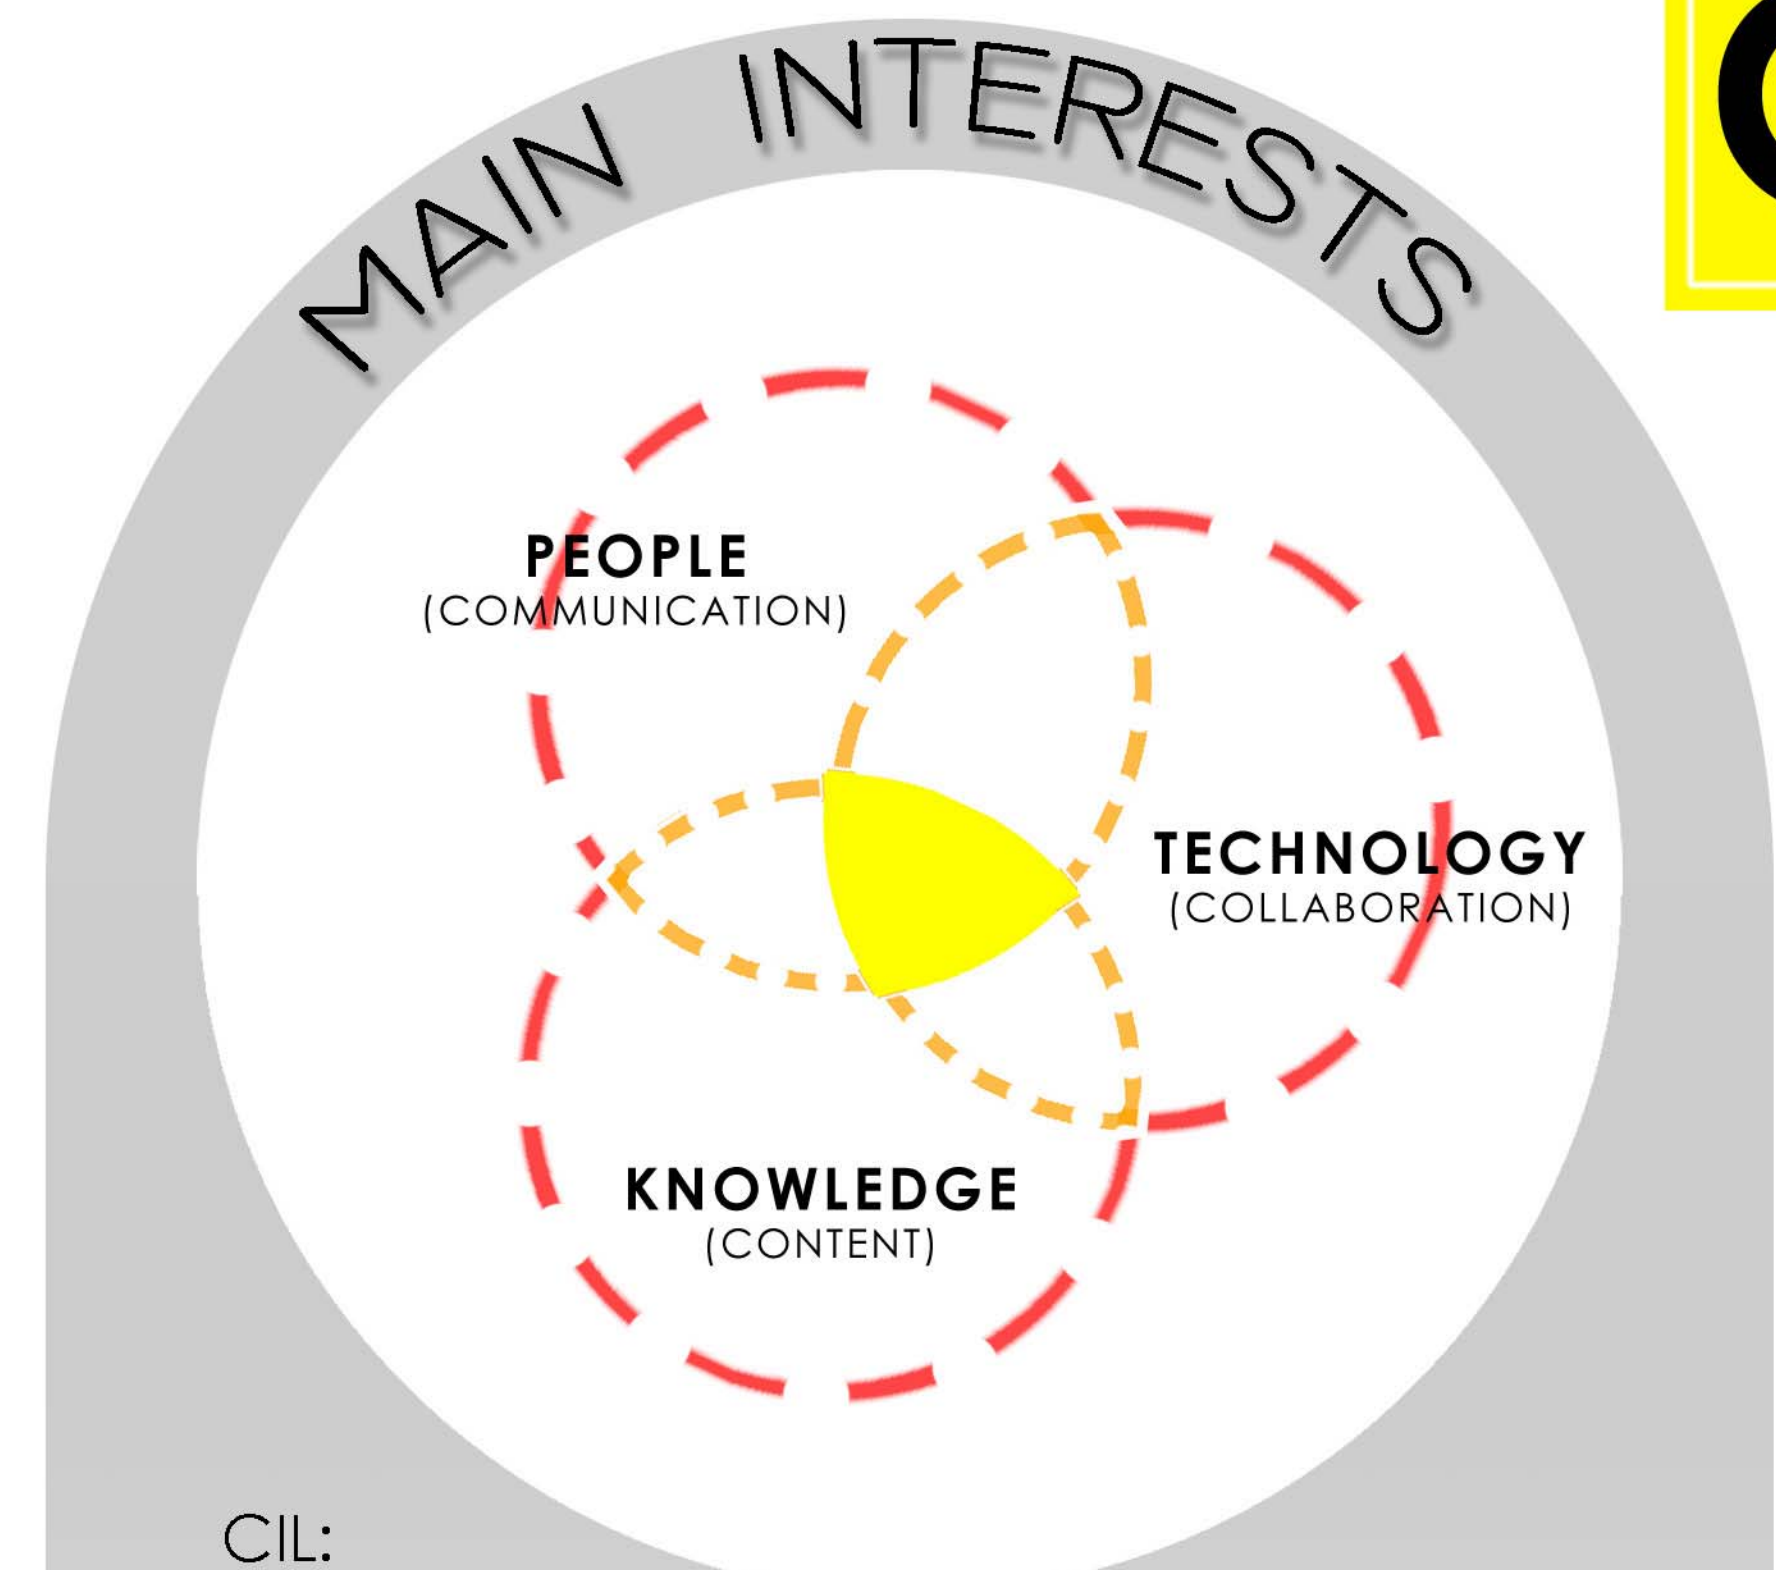 MAIN INTERESTS
PEOPLE
(COMMUNICATION)
TECHNOLOGY
(COLLABORATION)
KNOWLEDGE
(CONTENT)
CIL: